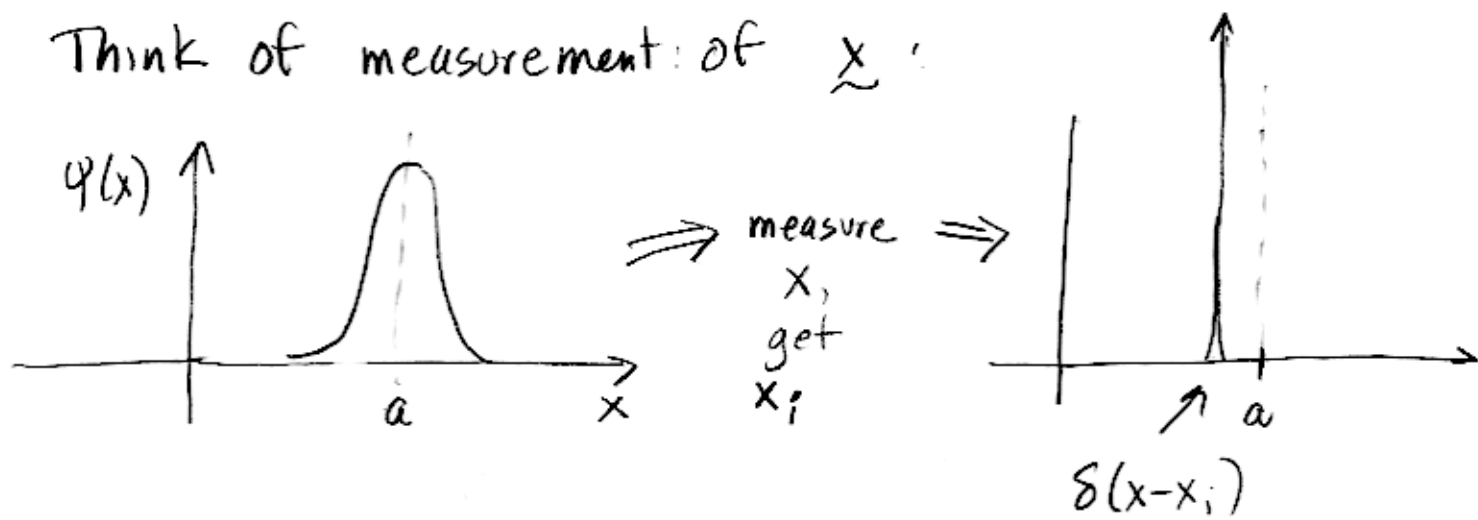 Think of measurement of x:
ψ(x)
a
x
measure
x,
get
xᵢ
a
δ(x-xᵢ)